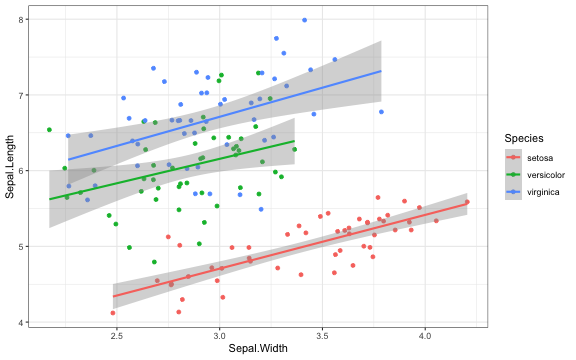 8
7
6
5
4
Sepal.Length
2.5 3.0 3.5 4.0
Sepal.Width
Species
setosa
versicolor
virginica